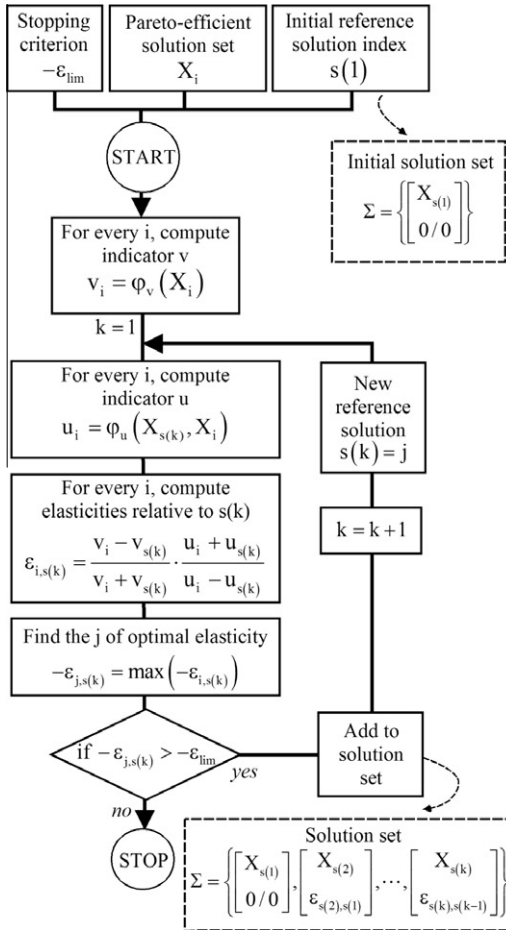 Stopping criterion
−ε_lim
Pareto-efficient solution set
X_i
Initial reference solution index
s(1)
START
Initial solution set
Σ = {[X_s(1) 0/0]}
For every i, compute
indicator v
v_i = φ_v(X_i)
k = 1
For every i, compute
indicator u
u_i = φ_u(X_s(k), X_i)
New
reference
solution
s(k) = j
For every i, compute
elasticities relative to s(k)
ε_i,s(k) = (v_i − v_s(k))/(v_i + v_s(k)) · (u_i + u_s(k))/(u_i − u_s(k))
k = k + 1
Find the j of optimal elasticity
−ε_j,s(k) = max(−ε_i,s(k))
if −ε_j,s(k) > −ε_lim
yes
Add to
solution
set
no
STOP
Solution set
Σ = {[X_s(1) 0/0], [X_s(2) ε_s(2),s(1)], ..., [X_s(k) ε_s(k),s(k−1)]}